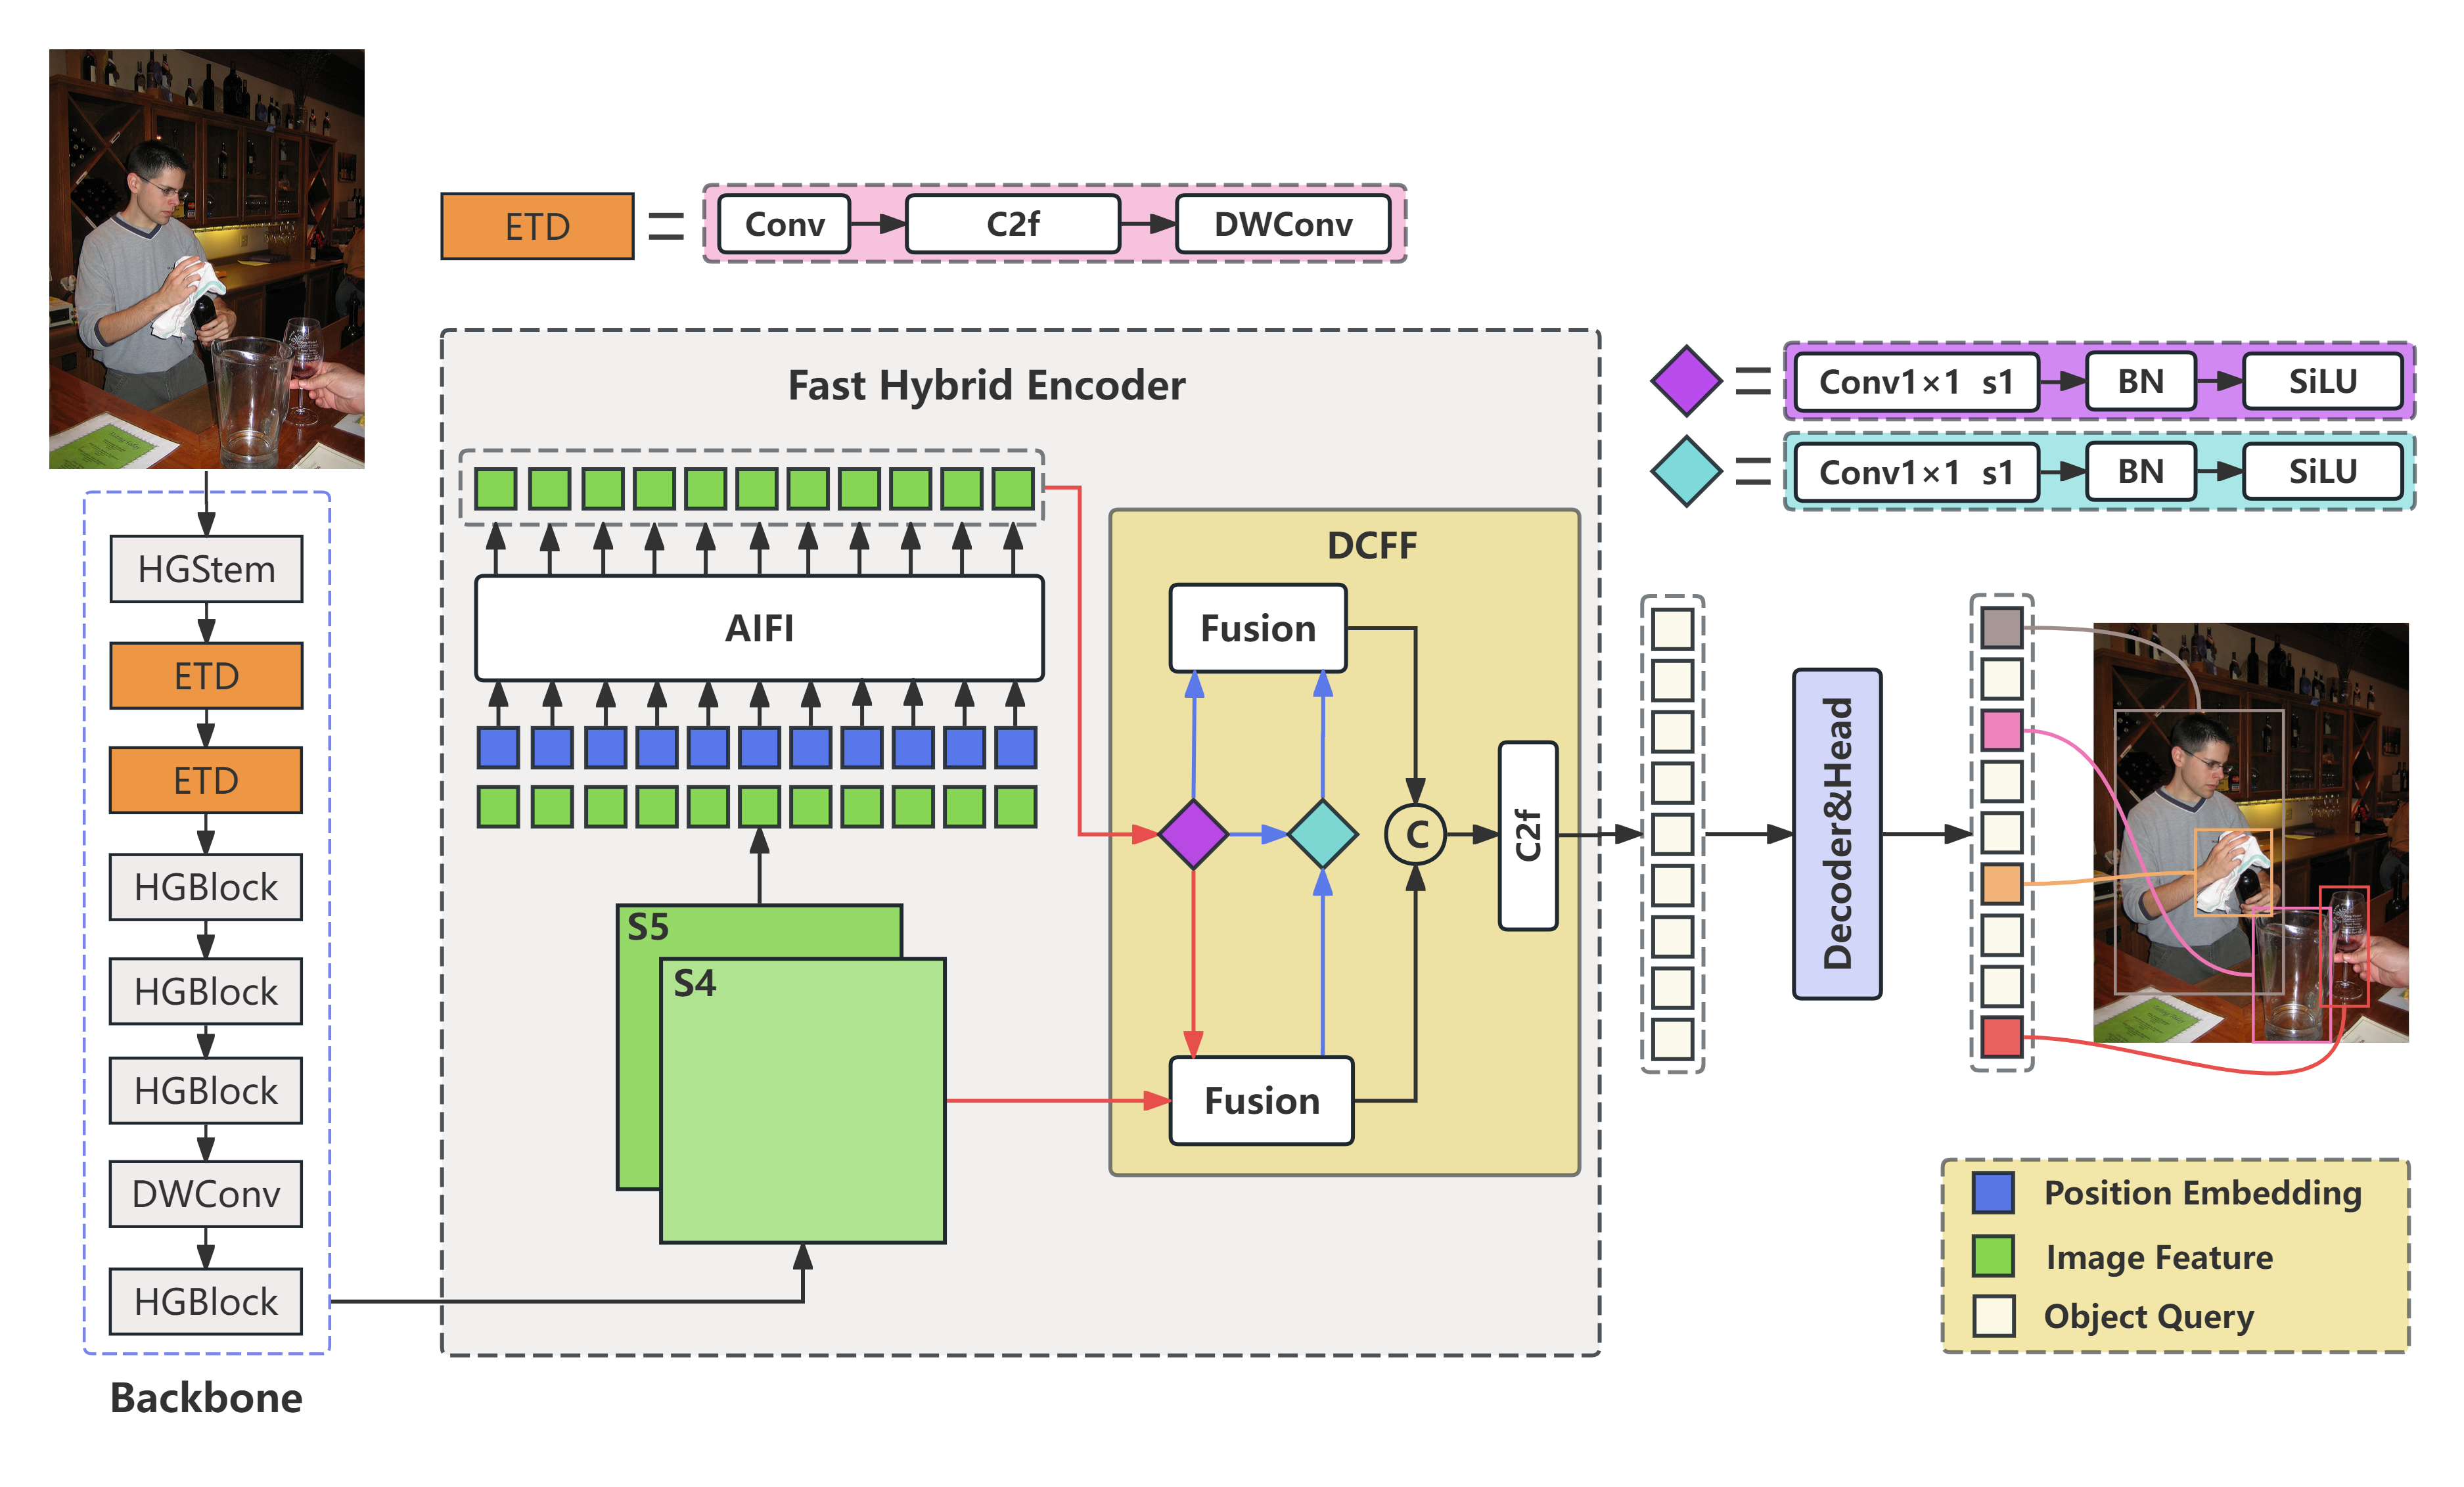 ETD
Conv
C2f
DWConv
Fast Hybrid Encoder
Conv1×1 s1
BN
SiLU
Conv1×1 s1
BN
SiLU
HGStem
ETD
ETD
HGBlock
HGBlock
HGBlock
DWConv
HGBlock
Backbone
AIFI
S5
S4
DCFF
Fusion
C
C2f
Fusion
Decoder&Head
Position Embedding
Image Feature
Object Query